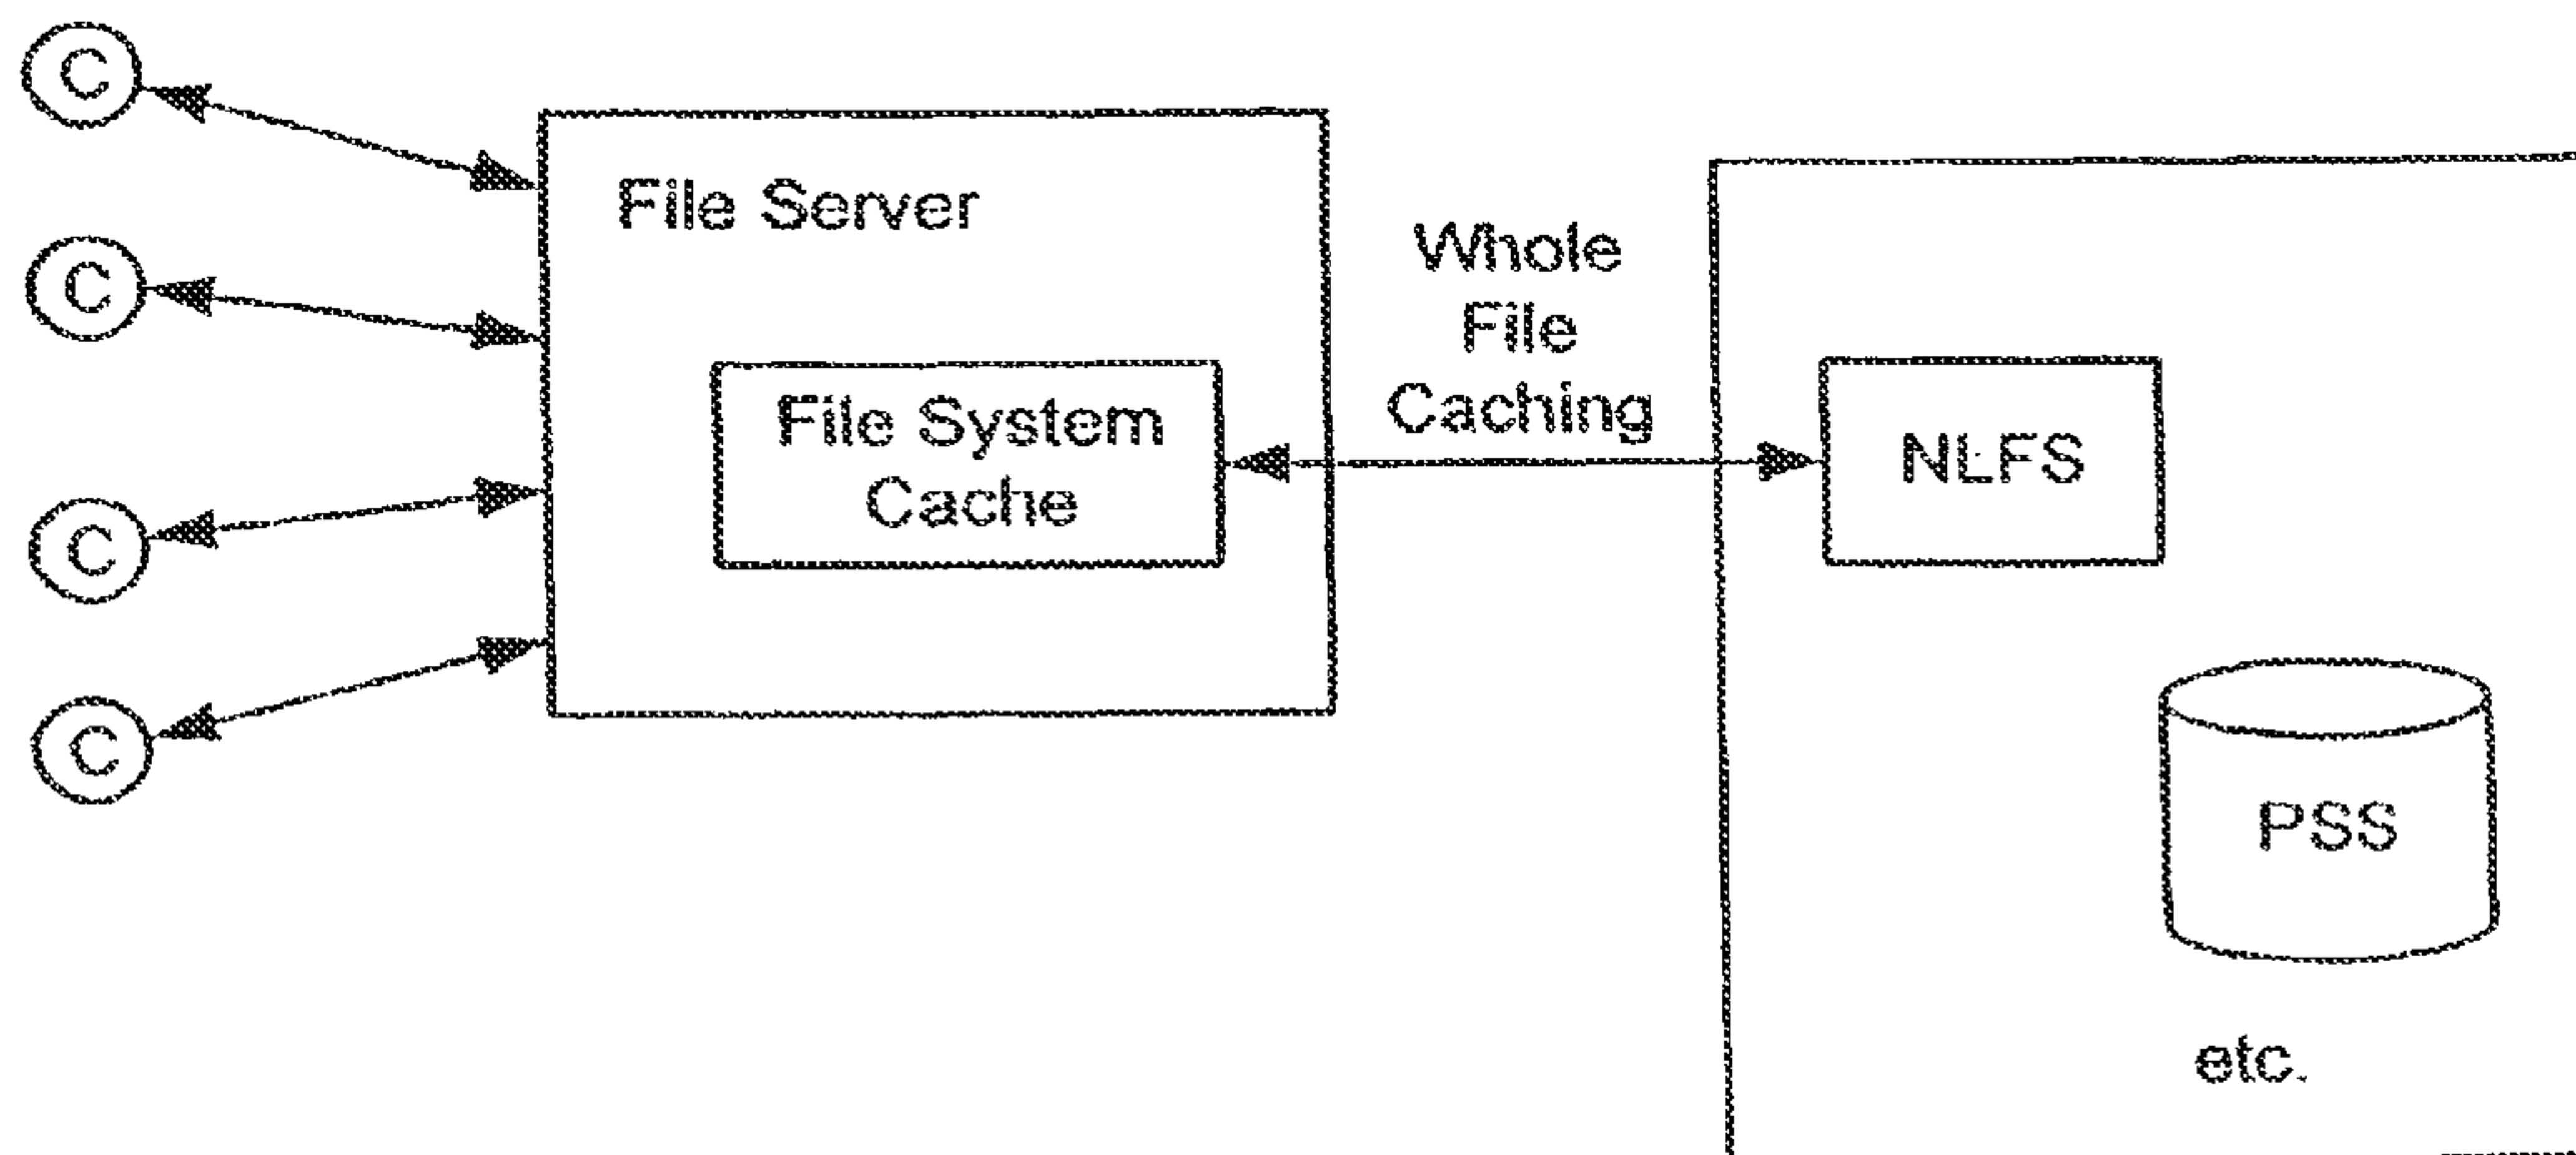 C
C
C
C
File Server
File System
Cache
Whole
File
Caching
NLFS
PSS
etc.